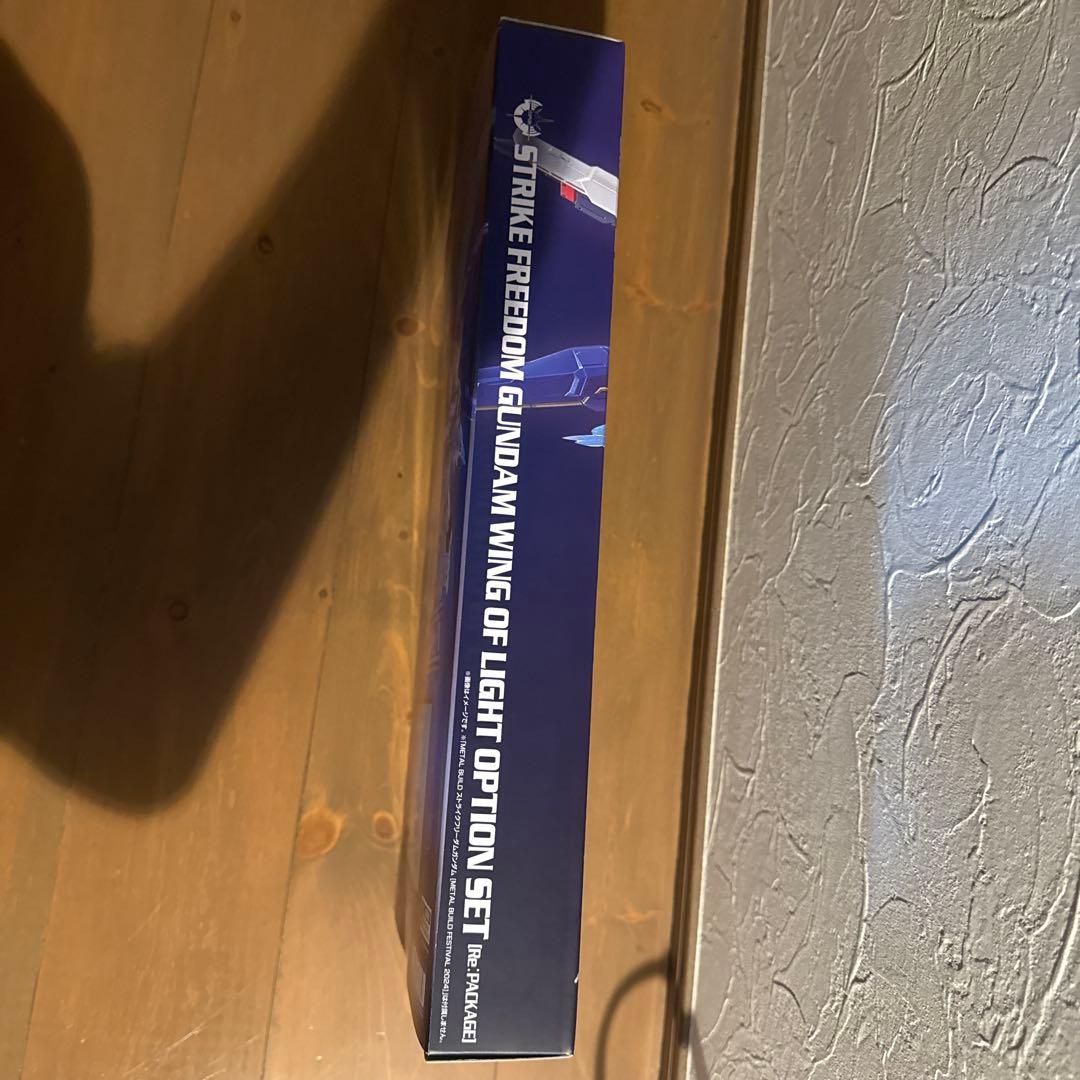 STRIKE FREEDOM GUNDAM WING OF LIGHT OPTION SET [Re:PACKAGE]
※画像はイメージです。※「METAL BUILD ストライクフリーダムガンダム [METAL BUILD FESTIVAL 2024]」は付属しません。